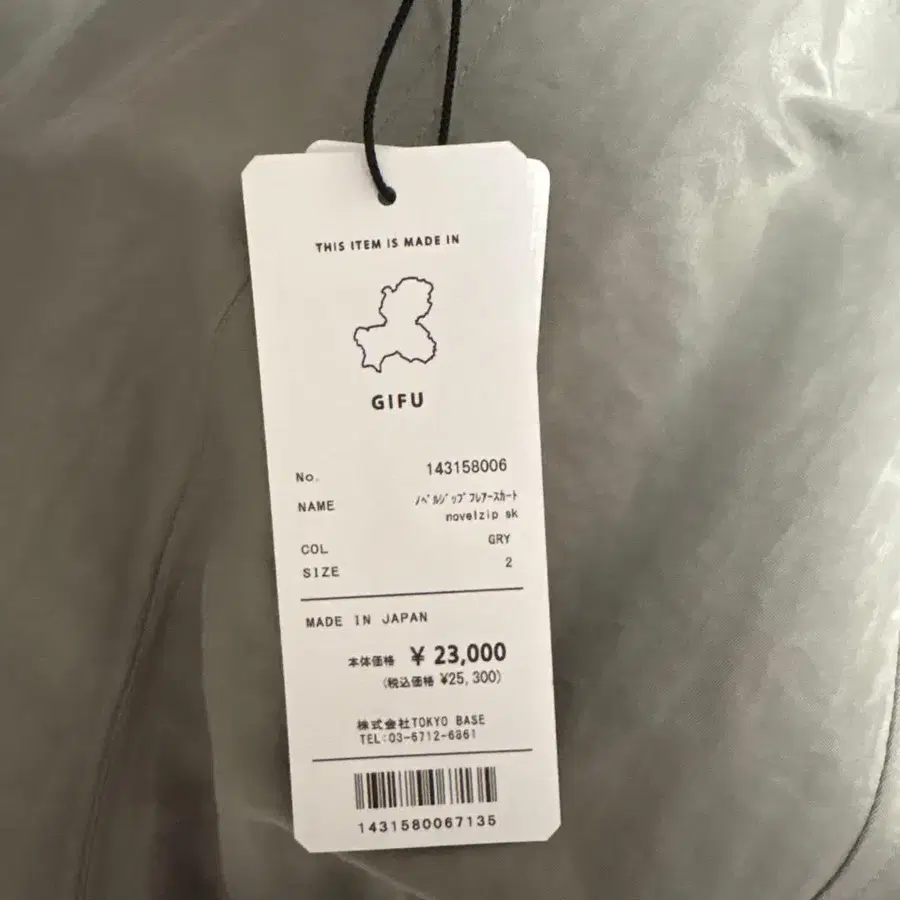 THIS ITEM IS MADE IN
GIFU
No. 143158006
NAME ﾉﾍﾞﾙｼﾞｯﾌﾟﾌﾚｱｰｽｶｰﾄ
novelzip sk
COL GRY
SIZE 2
MADE IN JAPAN
本体価格 ¥ 23,000
(税込価格 ¥25,300)
株式会社TOKYO BASE
TEL:03-6712-6861
1431580067135